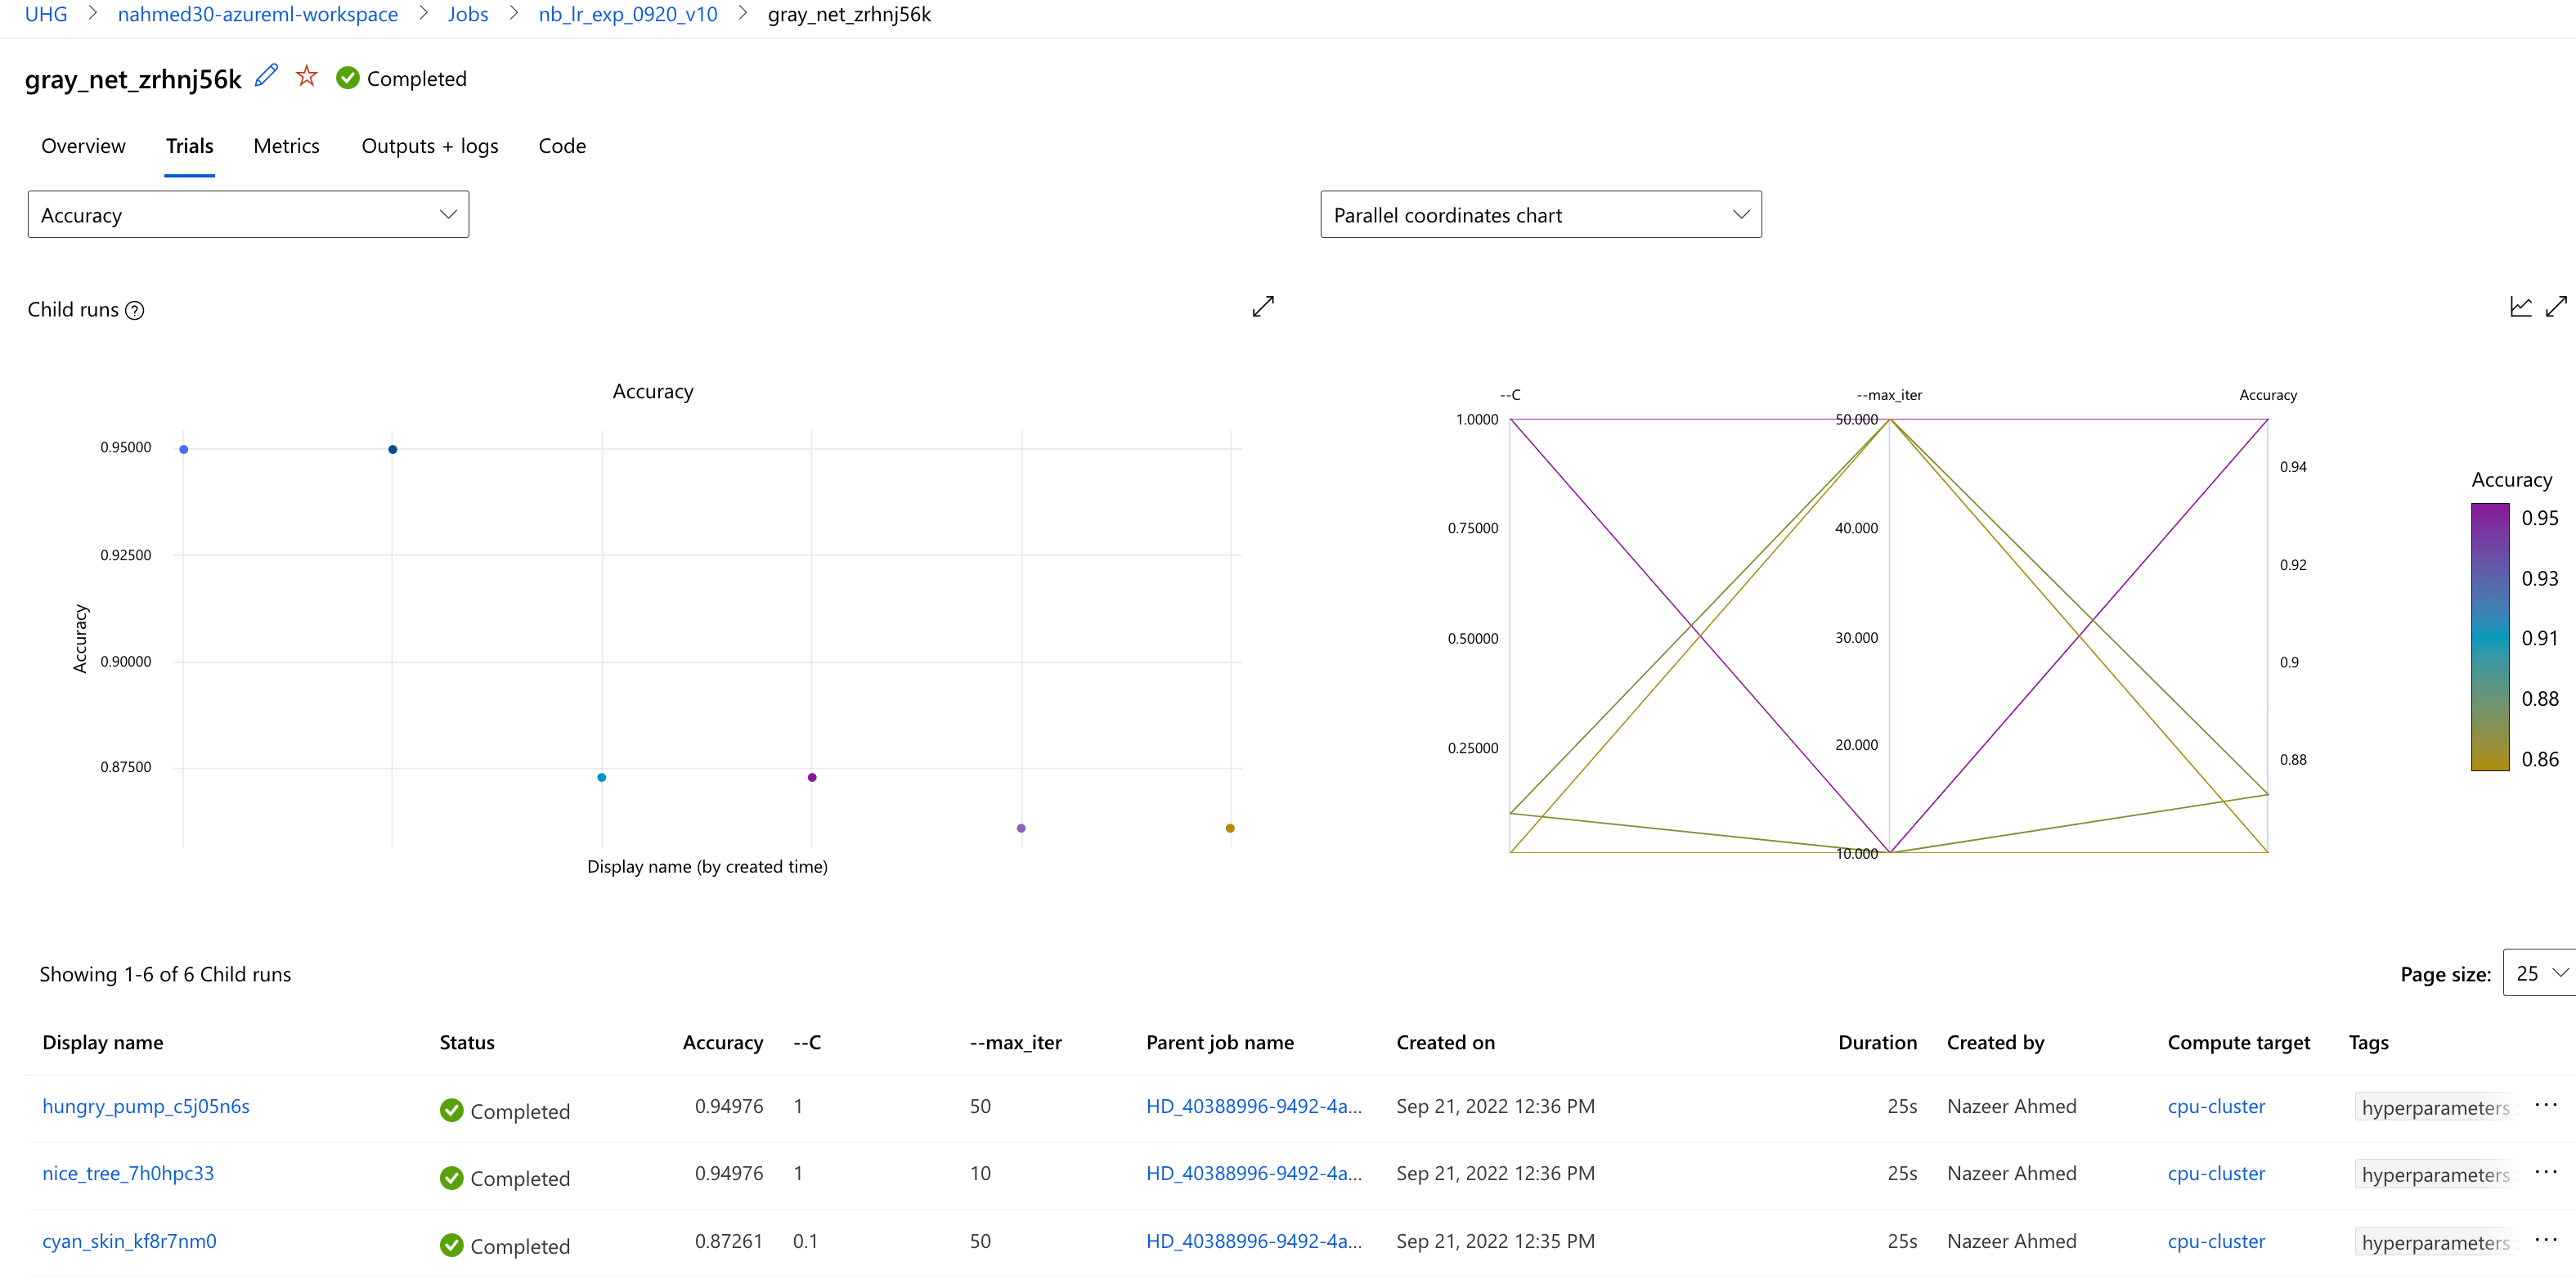 UHG > nahmed30-azureml-workspace > Jobs > nb_lr_exp_0920_v10 > gray_net_zrhnj56k
gray_net_zrhnj56k Completed
Overview Trials Metrics Outputs + logs Code
Accuracy
Parallel coordinates chart
Child runs
Accuracy
0.95000
0.92500
0.90000
0.87500
Accuracy
Display name (by created time)
--C --max_iter Accuracy
1.0000
0.75000
0.50000
0.25000
50.000
40.000
30.000
20.000
10.000
0.94
0.92
0.9
0.88
Accuracy
0.95
0.93
0.91
0.88
0.86
Showing 1-6 of 6 Child runs
Page size: 25
Display name Status Accuracy --C --max_iter Parent job name Created on Duration Created by Compute target Tags
hungry_pump_c5j05n6s Completed 0.94976 1 50 HD_40388996-9492-4a... Sep 21, 2022 12:36 PM 25s Nazeer Ahmed cpu-cluster hyperparameters :
nice_tree_7h0hpc33 Completed 0.94976 1 10 HD_40388996-9492-4a... Sep 21, 2022 12:36 PM 25s Nazeer Ahmed cpu-cluster hyperparameters :
cyan_skin_kf8r7nm0 Completed 0.87261 0.1 50 HD_40388996-9492-4a... Sep 21, 2022 12:35 PM 25s Nazeer Ahmed cpu-cluster hyperparameters :